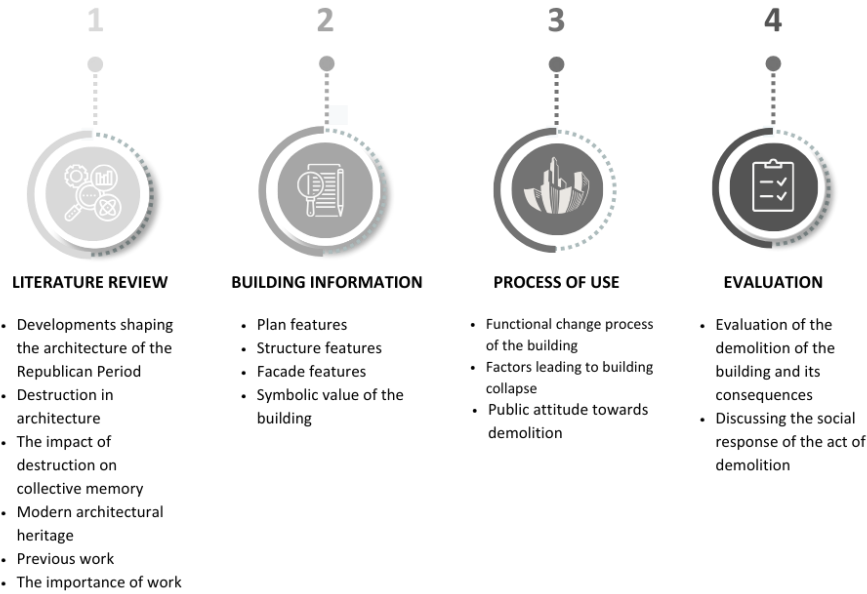 1
LITERATURE REVIEW
• Developments shaping
the architecture of the
Republican Period
• Destruction in
architecture
• The impact of
destruction on
collective memory
• Modern architectural
heritage
• Previous work
• The importance of work
2
BUILDING INFORMATION
• Plan features
• Structure features
• Facade features
• Symbolic value of the
building
3
PROCESS OF USE
• Functional change process
of the building
• Factors leading to building
collapse
• Public attitude towards
demolition
4
EVALUATION
• Evaluation of the
demolition of the
building and its
consequences
• Discussing the social
response of the act of
demolition